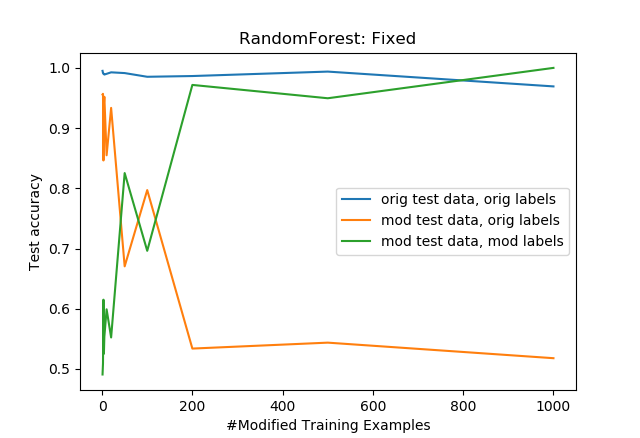 RandomForest: Fixed
1.0
0.9
0.8
0.7
0.6
0.5
Test accuracy
orig test data, orig labels
mod test data, orig labels
mod test data, mod labels
0 200 400 600 800 1000
#Modified Training Examples